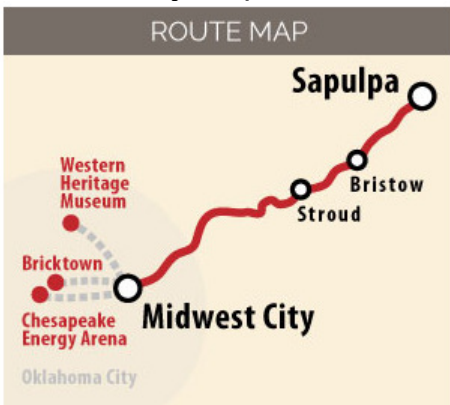 ROUTE MAP
Sapulpa
Bristow
Stroud
Western
Heritage
Museum
Bricktown
Midwest City
Chesapeake
Energy Arena
Oklahoma City